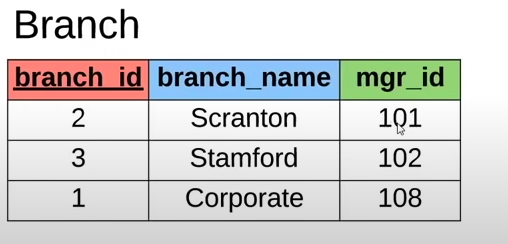 Branch
branch_id branch_name mgr_id
2 Scranton 101
3 Stamford 102
1 Corporate 108